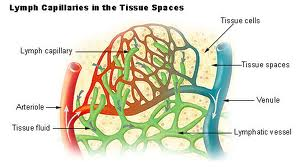 Lymph Capillaries in the Tissue Spaces
Tissue cells
Lymph capillary
Tissue spaces
Arteriole
Venule
Tissue fluid
Lymphatic vessel